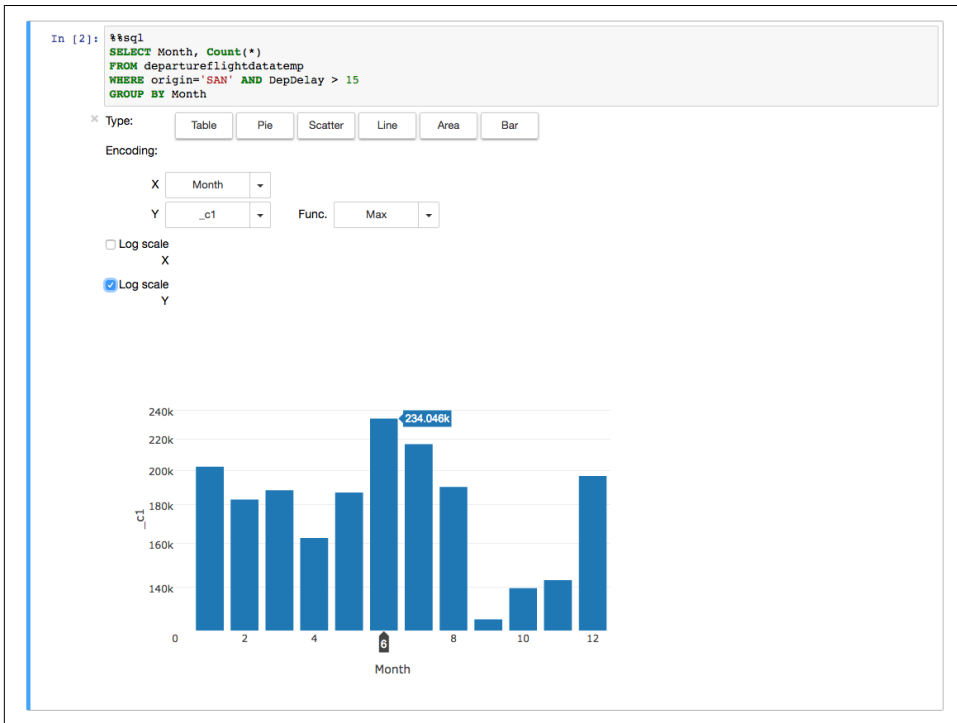 In [2]: %%sql
SELECT Month, Count(*)
FROM departureflightdatatemp
WHERE origin='SAN' AND DepDelay > 15
GROUP BY Month
Type: Table Pie Scatter Line Area Bar
Encoding:
X Month
Y _c1 Func. Max
Log scale
X
Log scale
Y
240k
234.046k
220k
200k
180k
_c1
160k
140k
0 2 4 6 8 10 12
Month